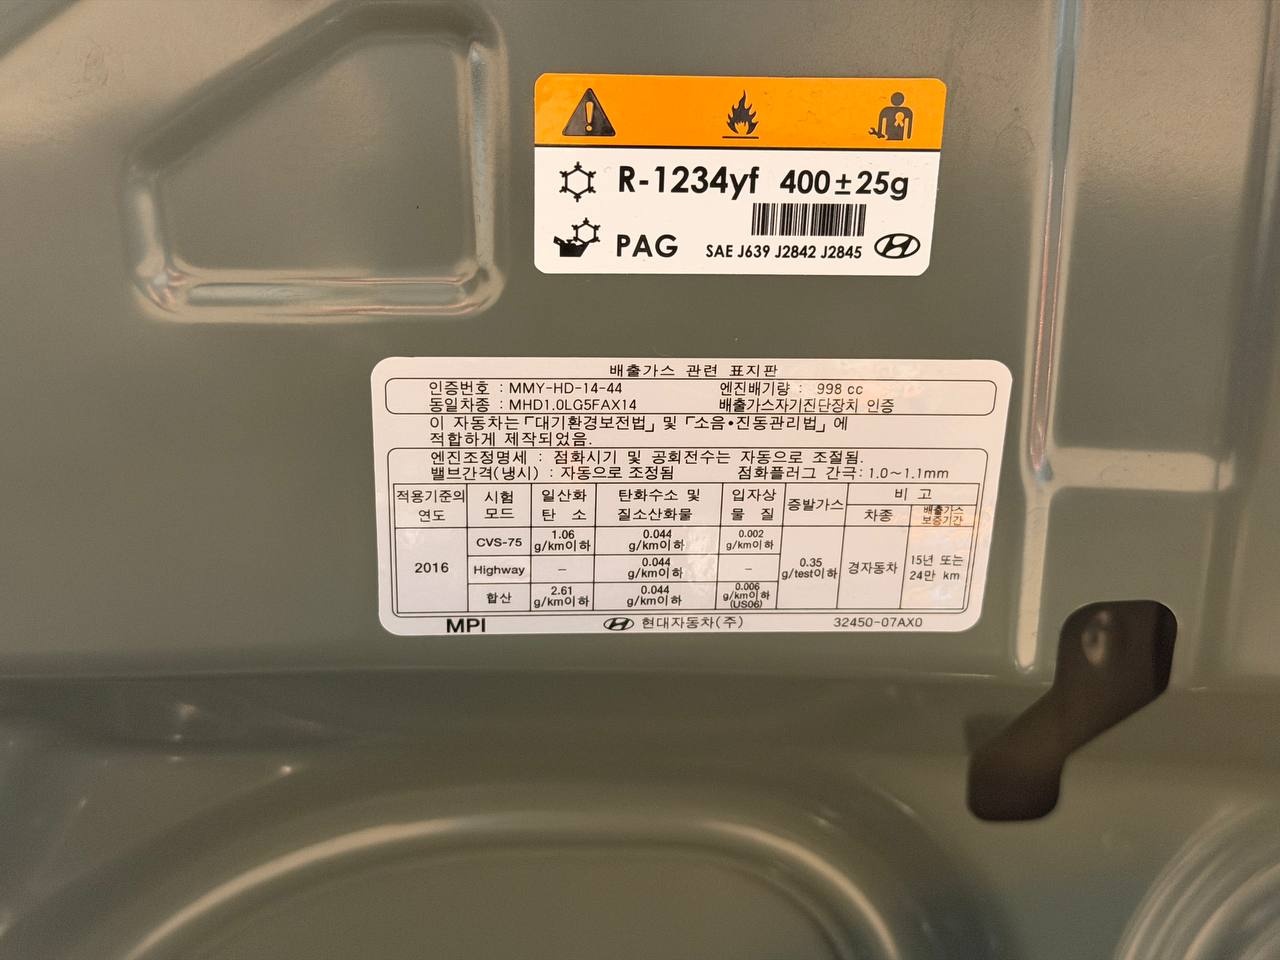 R-1234yf 400±25g
PAG SAE J639 J2842 J2845
배출가스 관련 표지판
인증번호 : MMY-HD-14-44 엔진배기량 : 998 cc
동일차종 : MHD1.0LG5FAX14 배출가스자기진단장치 인증
이 자동차는「대기환경보전법」및「소음•진동관리법」에
적합하게 제작되었음.
엔진조정명세 : 점화시기 및 공회전수는 자동으로 조절됨.
밸브간격(냉시) : 자동으로 조정됨 점화플러그 간극: 1.0~1.1mm
적용기준의 시험 일산화 탄화수소 및 입자상 증발가스 비 고
연도 모드 탄 소 질소산화물 물 질 차종 배출가스
보증기간
2016 CVS-75 1.06 g/km이하 0.044 g/km이하 0.002 g/km이하 0.35 g/test이하 경자동차 15년 또는 24만 km
Highway - 0.044 g/km이하 -
합산 2.61 g/km이하 0.044 g/km이하 0.006 g/km이하 (US06)
MPI 현대자동차(주) 32450-07AX0